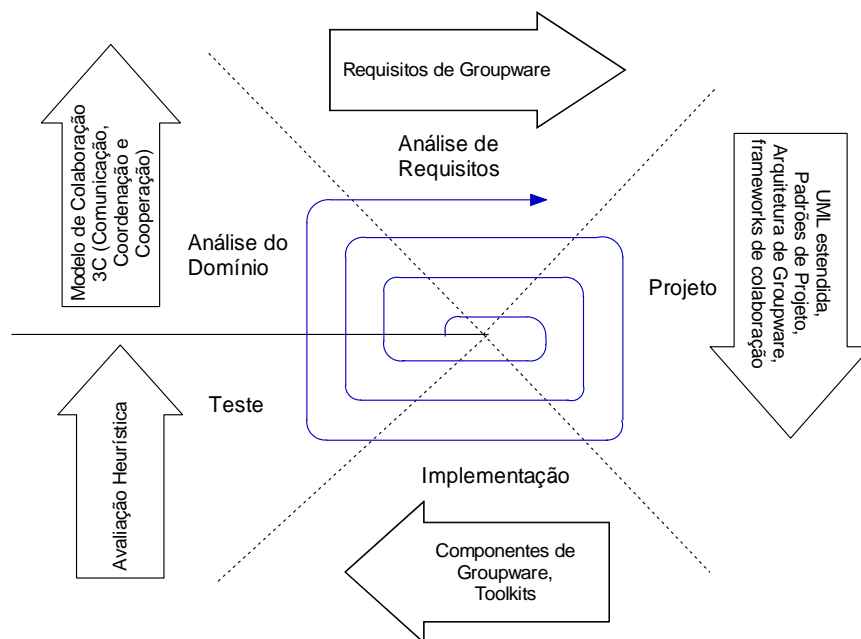 Requisitos de Groupware
Análise de
Requisitos
Modelo de Colaboração
3C (Comunicação,
Coordenação e
Cooperação)
Análise do
Domínio
Projeto
UML estendida,
Padrões de Projeto,
Arquitetura de Groupware,
frameworks de colaboração
Teste
Avaliação Heurística
Implementação
Componentes de
Groupware,
Toolkits